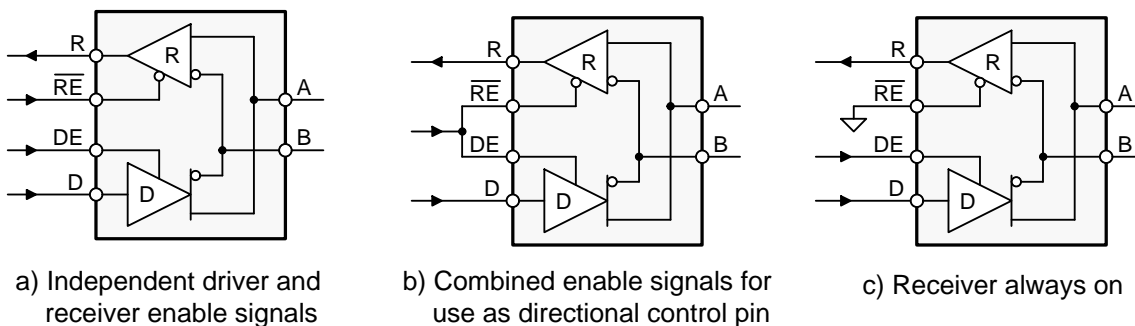 R
R
RE
A
DE
B
D
D
a) Independent driver and
receiver enable signals
R
R
RE
A
DE
B
D
D
b) Combined enable signals for
use as directional control pin
R
R
RE
A
DE
B
D
D
c) Receiver always on